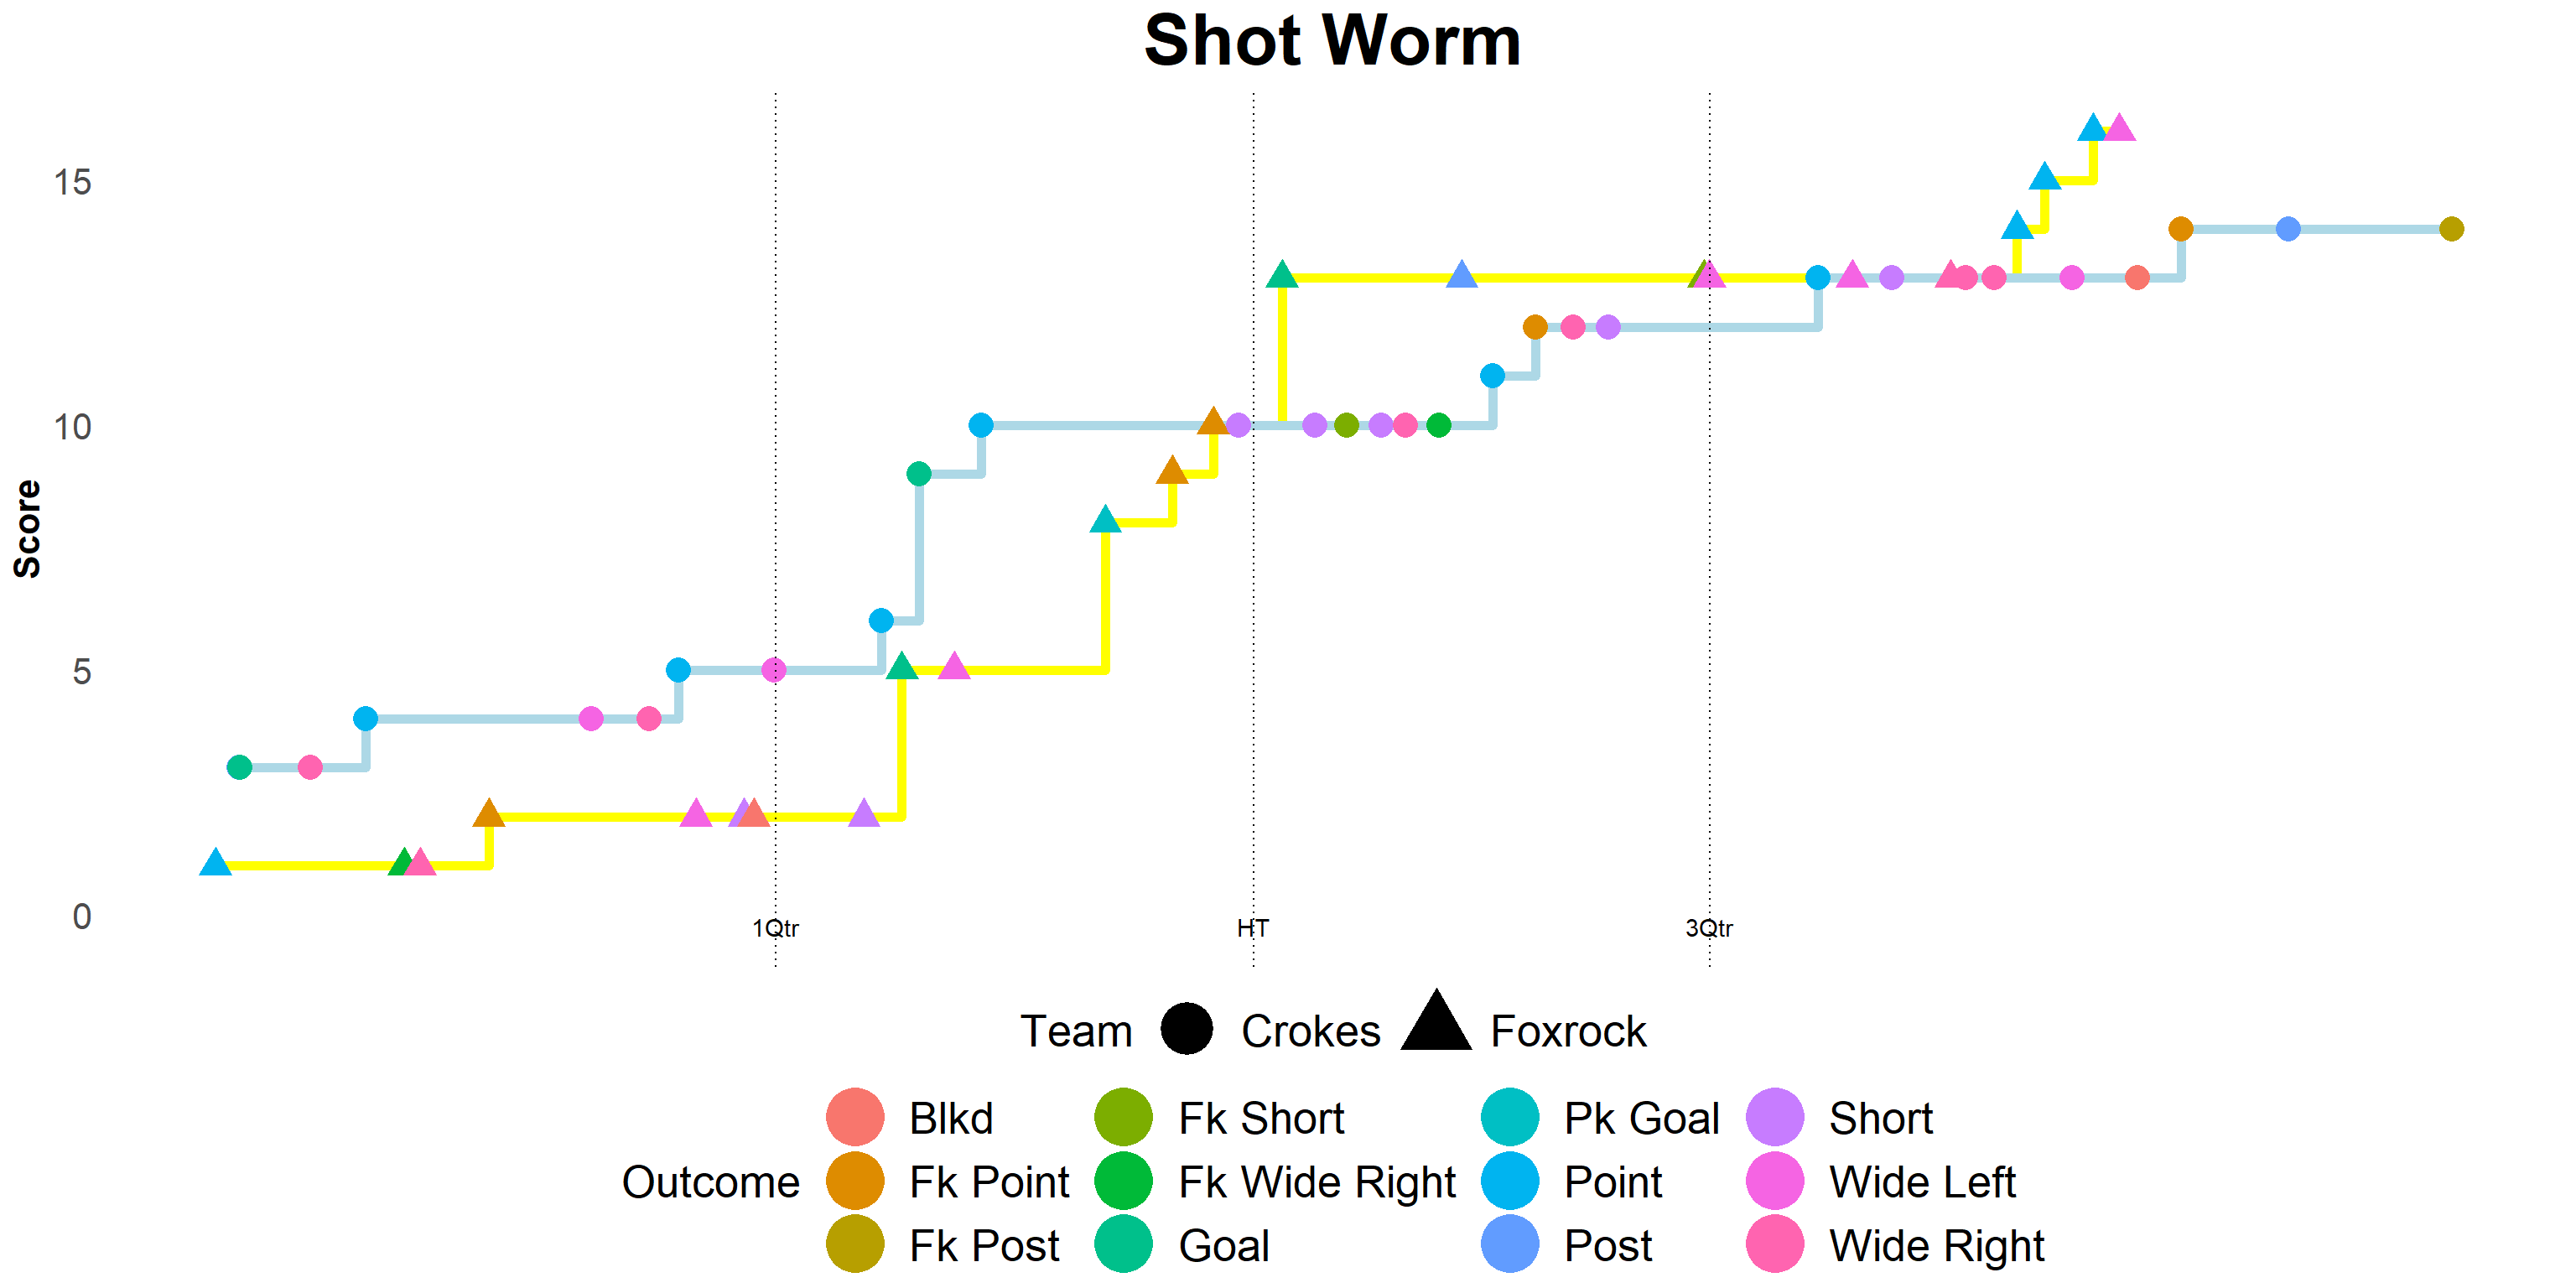 Shot Worm
15
10
5
0
Score
1Qtr HT 3Qtr
Team Crokes Foxrock
Outcome
Blkd Fk Short Pk Goal Short
Fk Point Fk Wide Right Point Wide Left
Fk Post Goal Post Wide Right